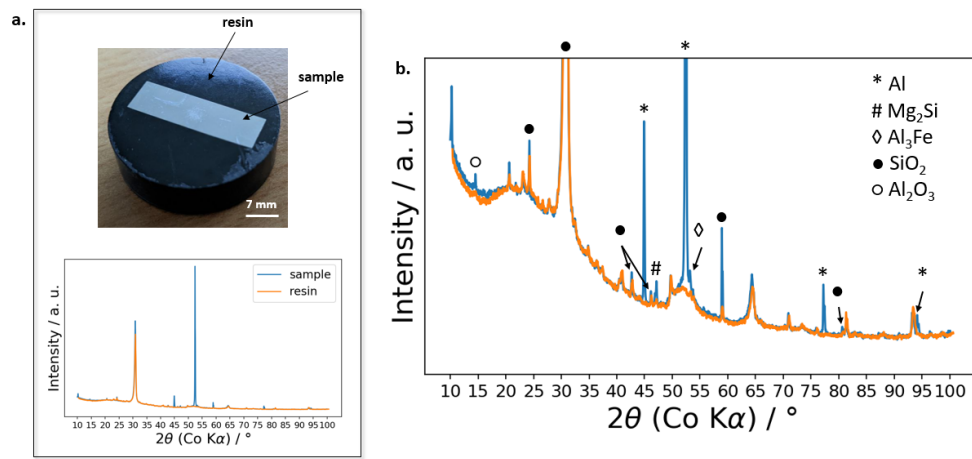 a.
resin
sample
7 mm
Intensity / a. u.
sample
resin
10 15 20 25 30 35 40 45 50 55 60 65 70 75 80 85 90 95 100
2θ (Co Kα) / °
b.
Intensity / a. u.
*
*
#
◊
*
*
* Al
# Mg₂Si
◊ Al₃Fe
● SiO₂
○ Al₂O₃
10 15 20 25 30 35 40 45 50 55 60 65 70 75 80 85 90 95 100
2θ (Co Kα) / °